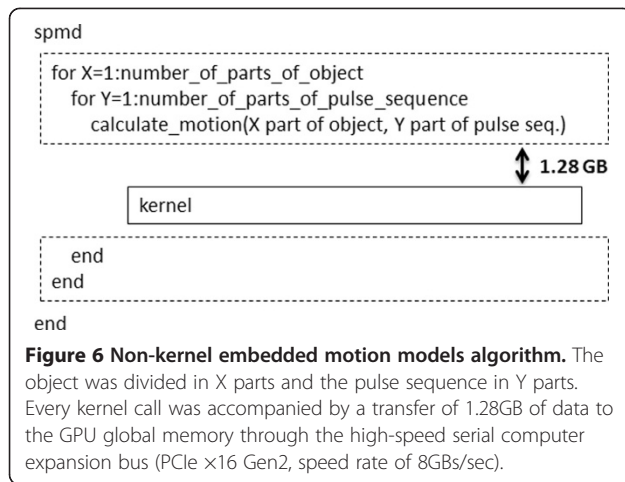 spmd
for X=1:number_of_parts_of_object
for Y=1:number_of_parts_of_pulse_sequence
calculate_motion(X part of object, Y part of pulse seq.)
1.28 GB
kernel
end
end
end
Figure 6 Non-kernel embedded motion models algorithm. The
object was divided in X parts and the pulse sequence in Y parts.
Every kernel call was accompanied by a transfer of 1.28GB of data to
the GPU global memory through the high-speed serial computer
expansion bus (PCIe ×16 Gen2, speed rate of 8GBs/sec).